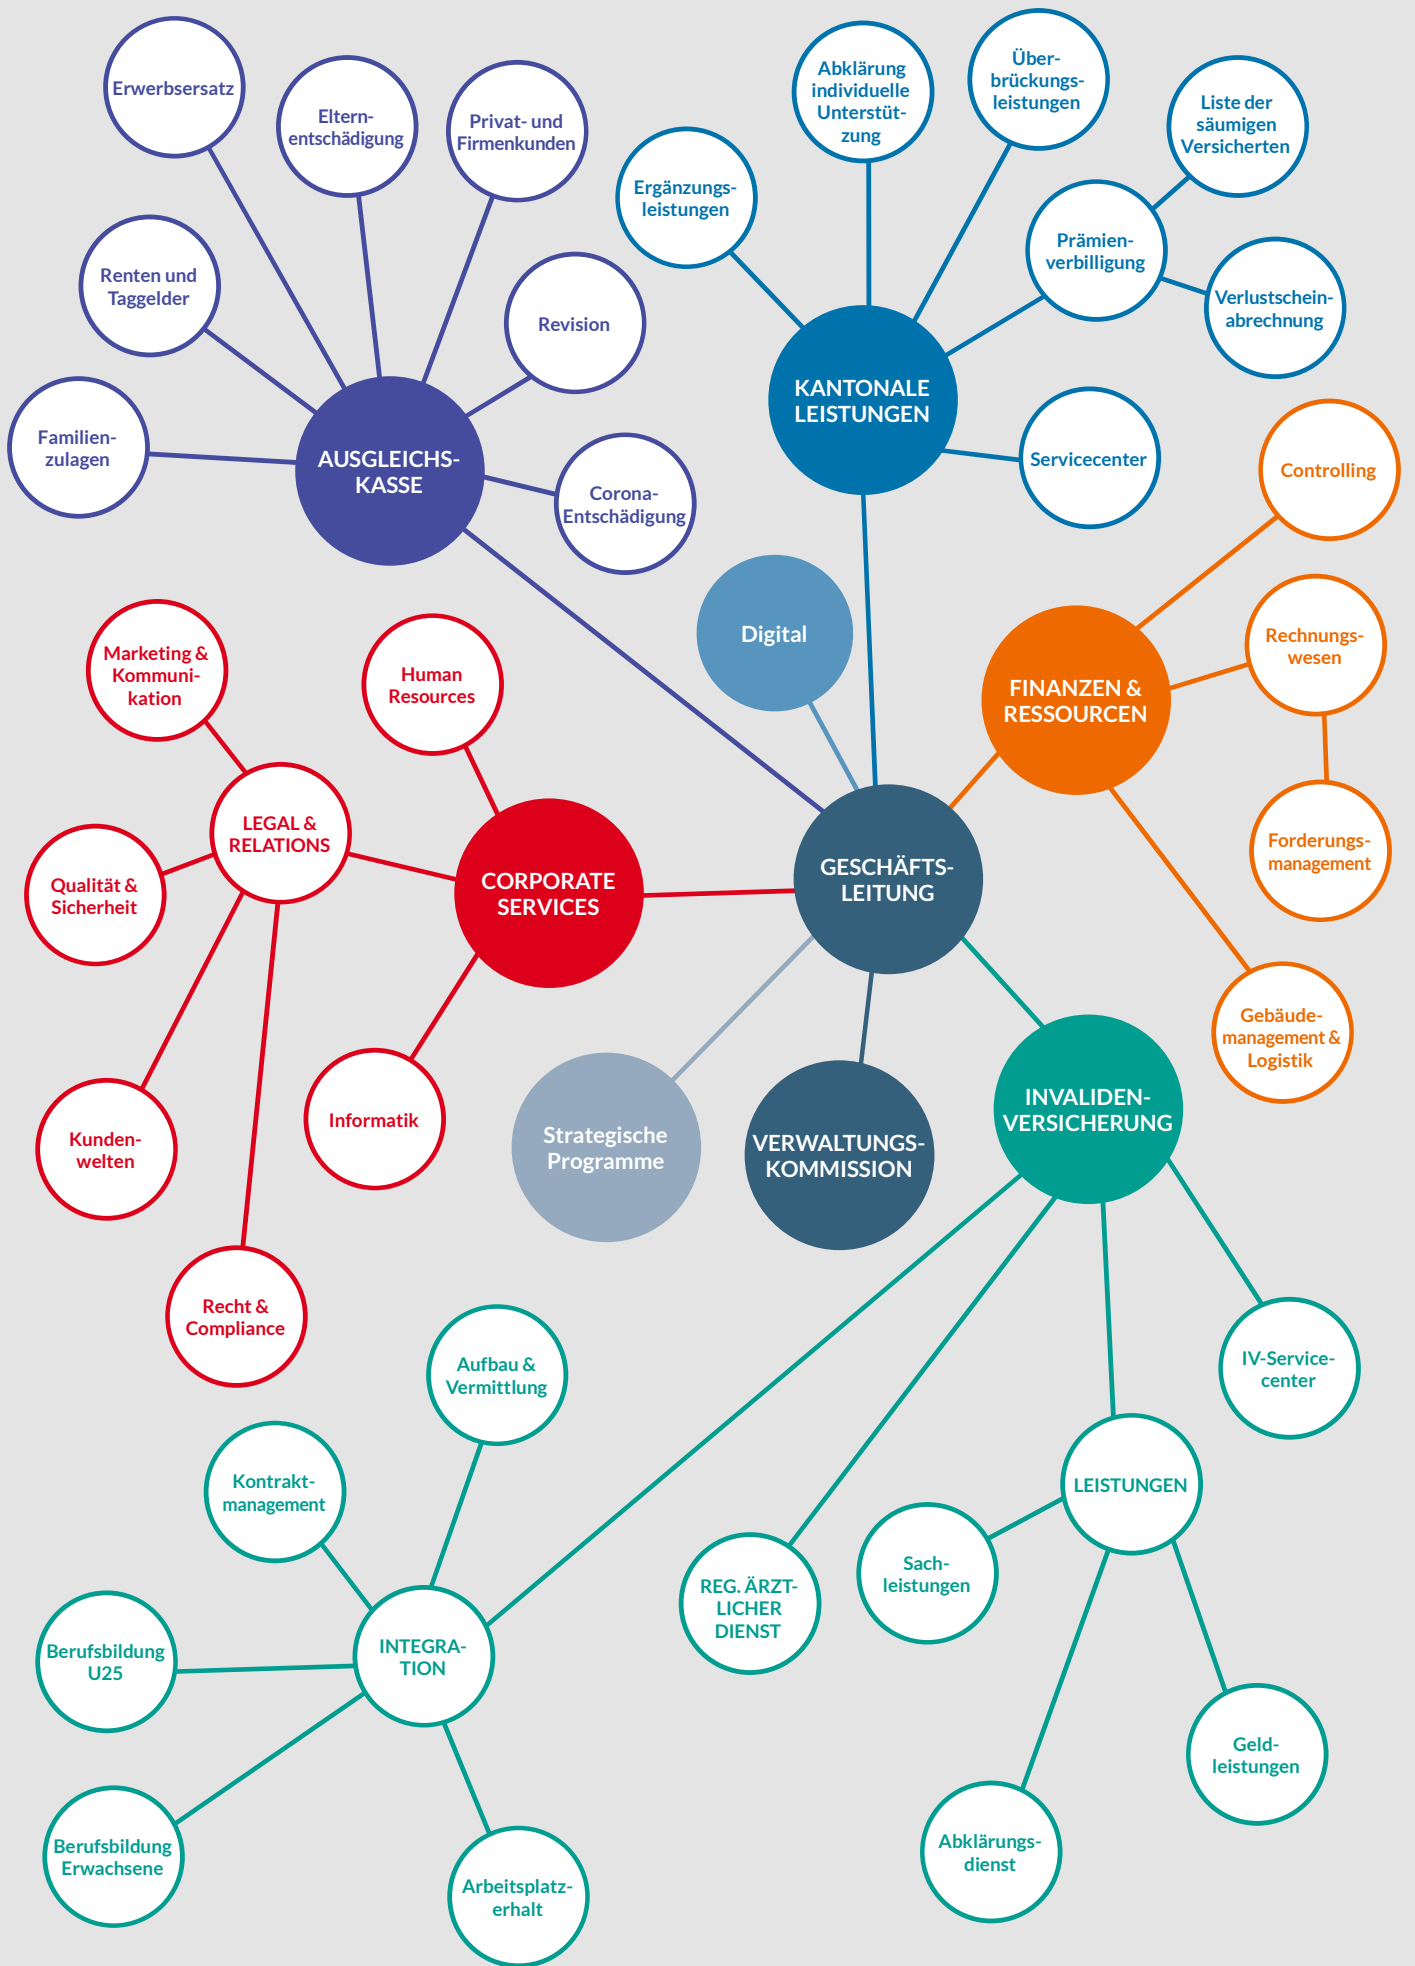 Erwerbsersatz
Eltern-
entschädigung
Privat- und
Firmenkunden
Renten und
Taggelder
Revision
Familien-
zulagen
AUSGLEICHS-
KASSE
Corona-
Entschädigung
Abklärung
individuelle
Unterstüt-
zung
Über-
brückungs-
leistungen
Liste der
säumigen
Versicherten
Ergänzungs-
leistungen
Prämien-
verbilligung
Verlustschein-
abrechnung
KANTONALE
LEISTUNGEN
Servicecenter
Controlling
Digital
Rechnungs-
wesen
FINANZEN &
RESSOURCEN
Forderungs-
management
Gebäude-
management &
Logistik
Marketing &
Kommuni-
kation
Human
Resources
LEGAL &
RELATIONS
Qualität &
Sicherheit
CORPORATE
SERVICES
GESCHÄFTS-
LEITUNG
Kunden-
welten
Informatik
Recht &
Compliance
Strategische
Programme
VERWALTUNGS-
KOMMISSION
INVALIDEN-
VERSICHERUNG
IV-Service-
center
LEISTUNGEN
Sach-
leistungen
REG. ÄRZT-
LICHER
DIENST
Geld-
leistungen
Abklärungs-
dienst
Aufbau &
Vermittlung
Kontrakt-
management
INTEGRA-
TION
Berufsbildung
U25
Berufsbildung
Erwachsene
Arbeitsplatz-
erhalt